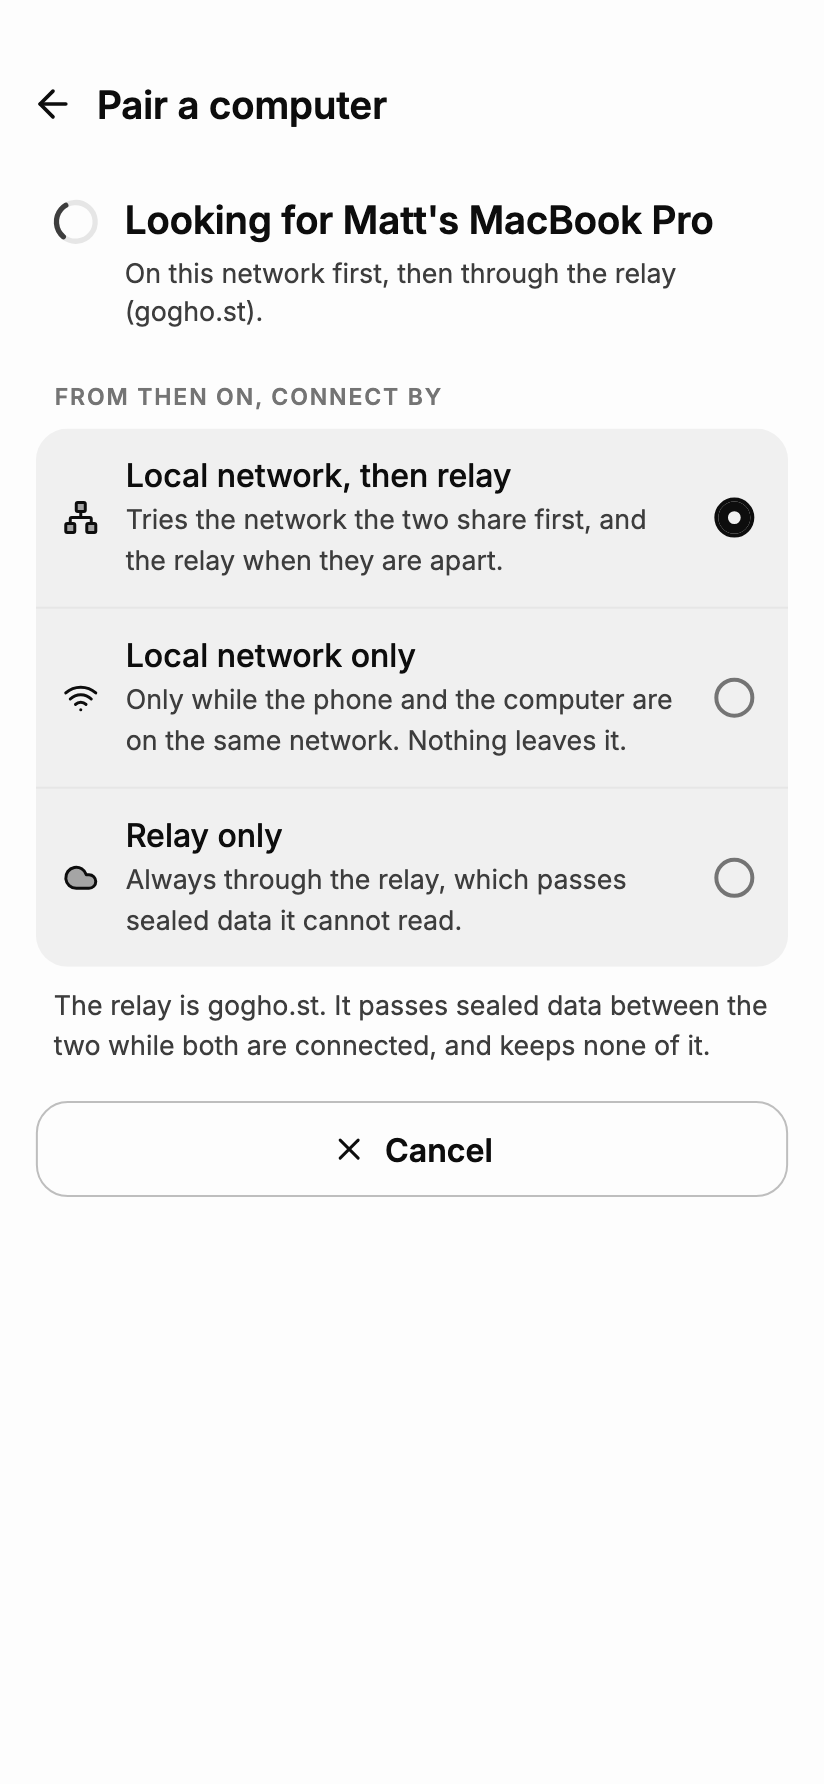 Pair a computer
Looking for Matt's MacBook Pro
On this network first, then through the relay
(gogho.st).
FROM THEN ON, CONNECT BY
Local network, then relay
Tries the network the two share first, and
the relay when they are apart.
Local network only
Only while the phone and the computer are
on the same network. Nothing leaves it.
Relay only
Always through the relay, which passes
sealed data it cannot read.
The relay is gogho.st. It passes sealed data between the
two while both are connected, and keeps none of it.
Cancel